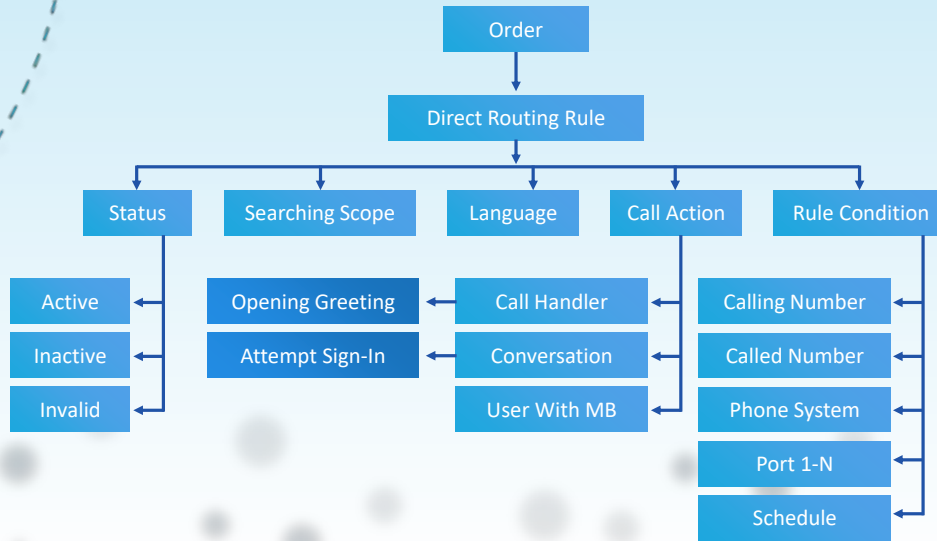 Order
Direct Routing Rule
Status
Searching Scope
Language
Call Action
Rule Condition
Active
Opening Greeting
Call Handler
Calling Number
Inactive
Attempt Sign-In
Conversation
Called Number
Invalid
User With MB
Phone System
Port 1-N
Schedule